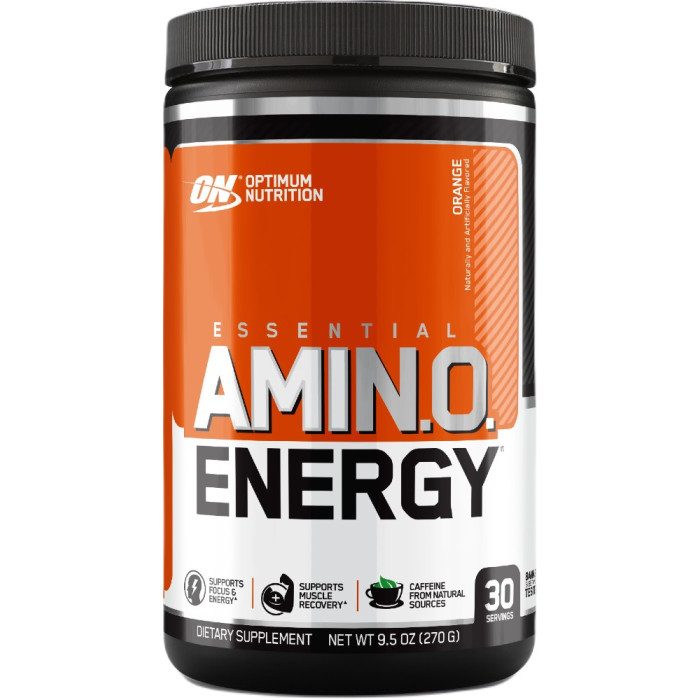 ON® OPTIMUM
NUTRITION
ORANGE
Naturally and Artificially Flavored
ESSENTIAL
AMIN.O.
ENERGY
SUPPORTS
FOCUS &
ENERGY▲
SUPPORTS
MUSCLE
RECOVERY▲
CAFFEINE
FROM NATURAL
SOURCES
30
SERVINGS
DIETARY SUPPLEMENT
NET WT 9.5 OZ (270 G)